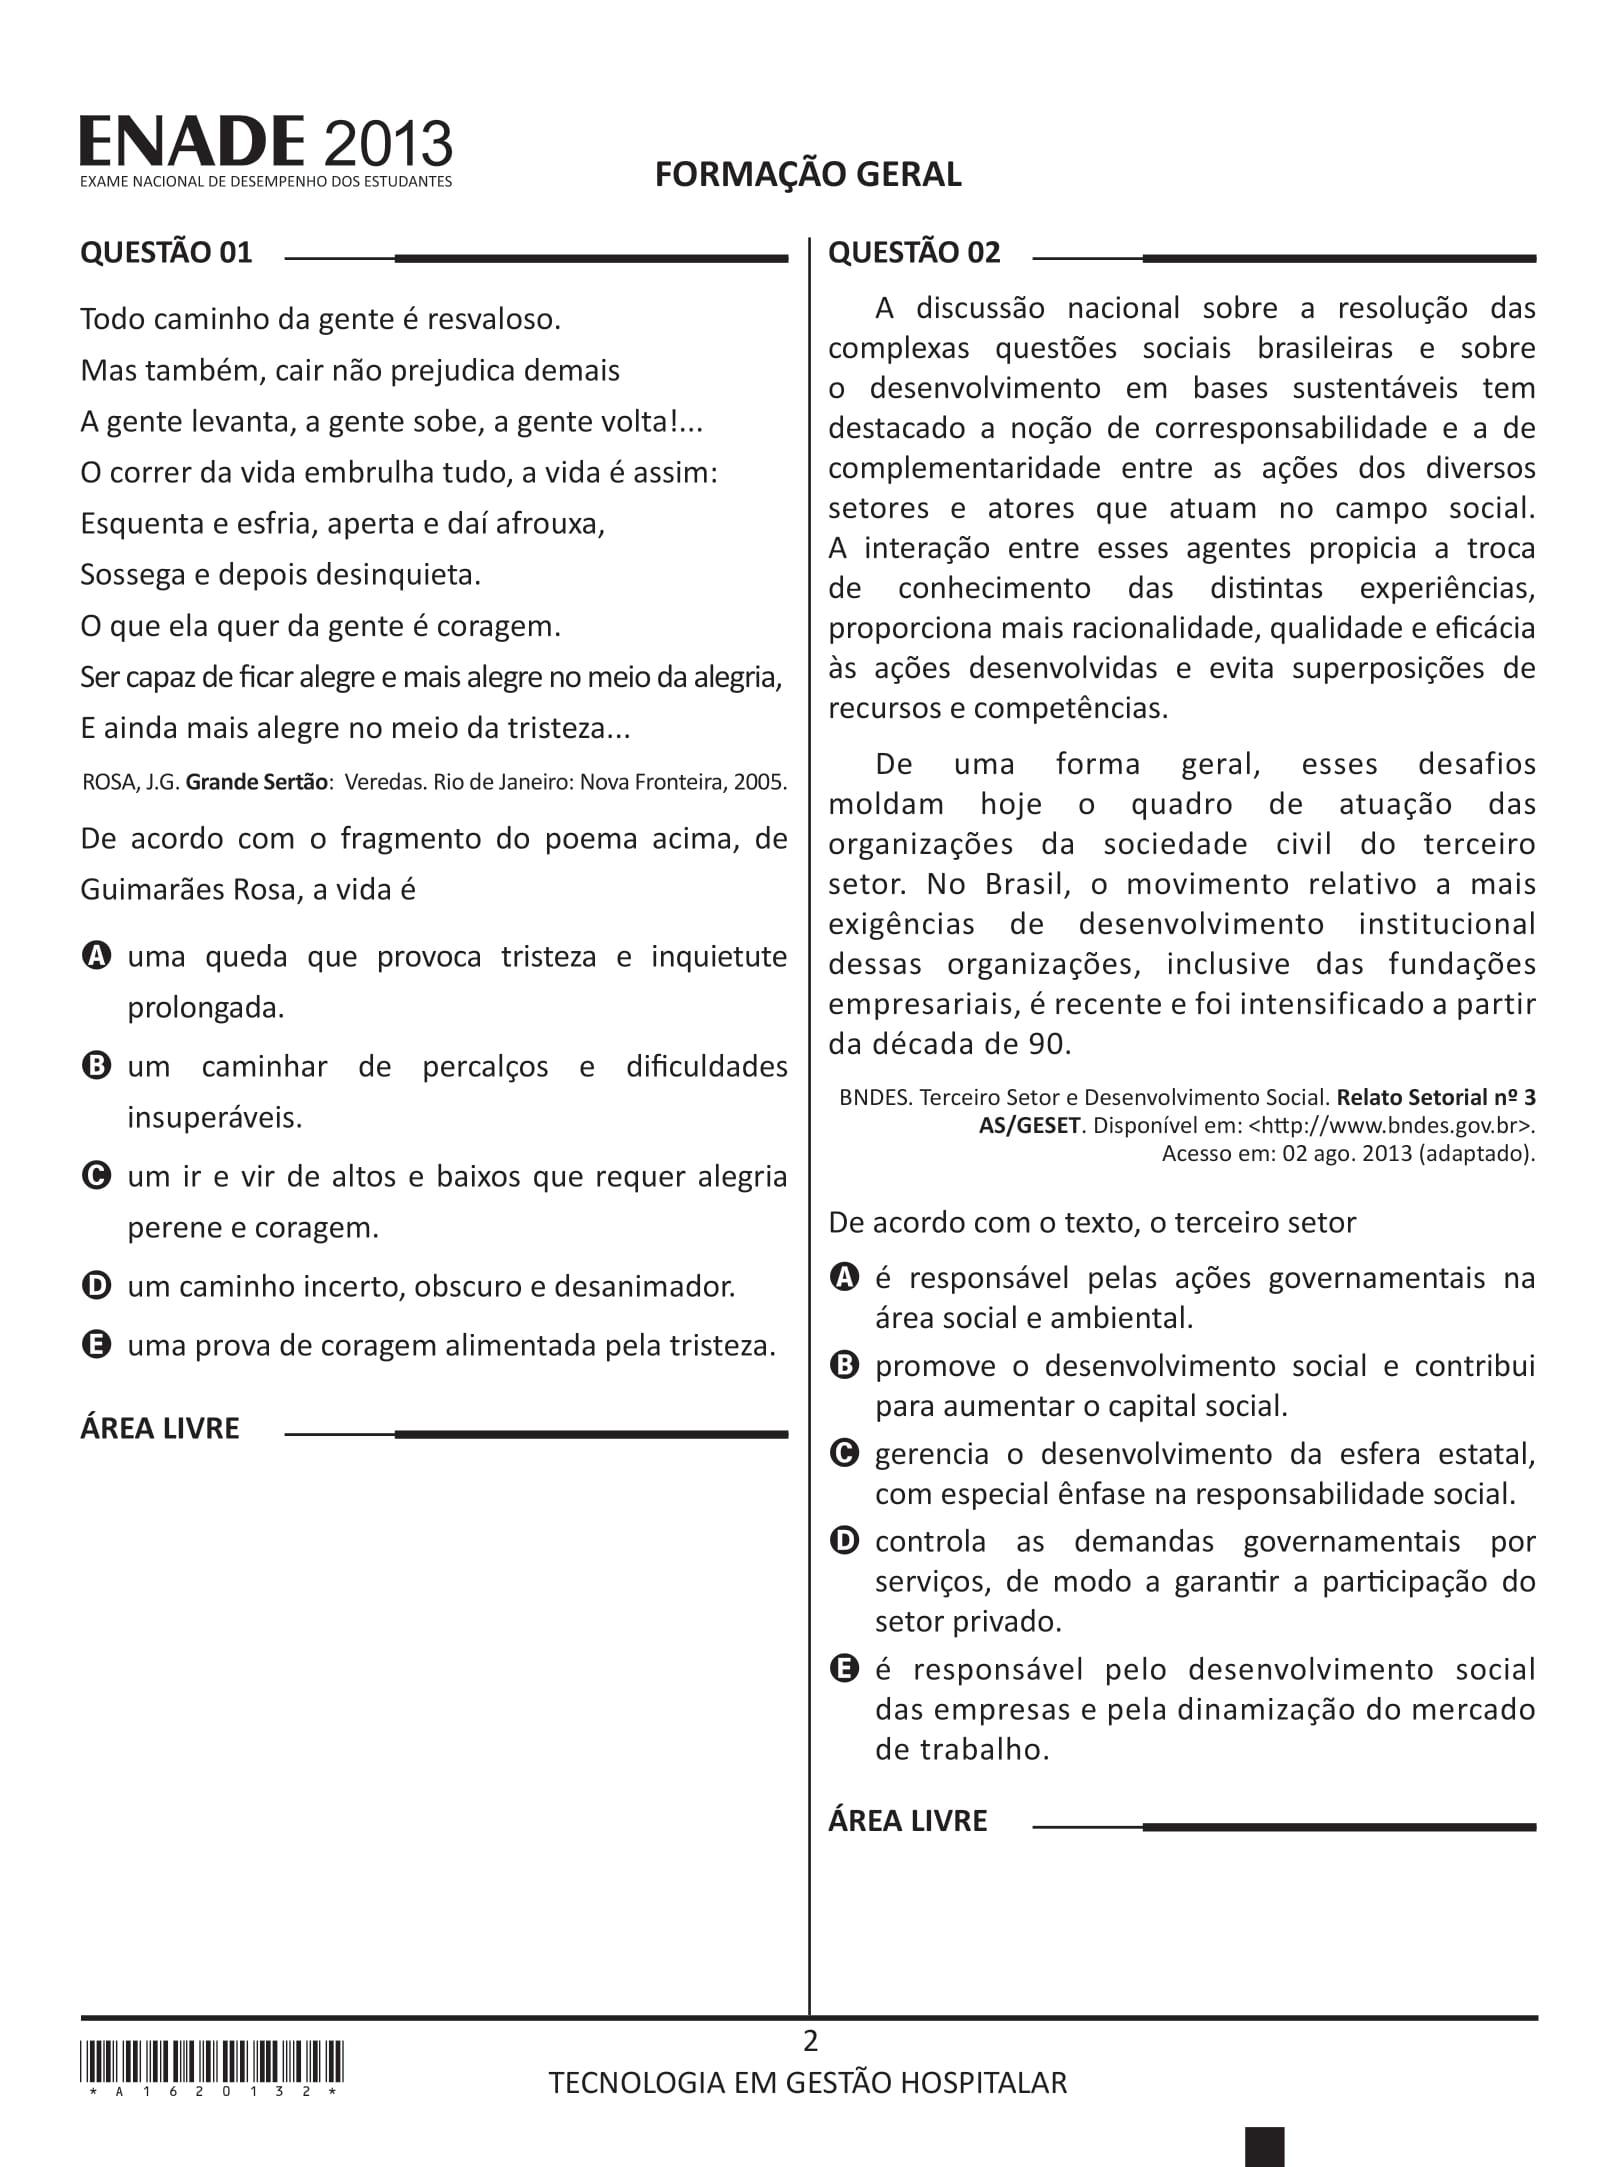 ENADE 2013
EXAME NACIONAL DE DESEMPENHO DOS ESTUDANTES
FORMAÇÃO GERAL
QUESTÃO 01
Todo caminho da gente é resvaloso.
Mas também, cair não prejudica demais
A gente levanta, a gente sobe, a gente volta!...
O correr da vida embrulha tudo, a vida é assim:
Esquenta e esfria, aperta e daí afrouxa,
Sossega e depois desinquieta.
O que ela quer da gente é coragem.
Ser capaz de ficar alegre e mais alegre no meio da alegria,
E ainda mais alegre no meio da tristeza...
ROSA, J.G. Grande Sertão: Veredas. Rio de Janeiro: Nova Fronteira, 2005.
De acordo com o fragmento do poema acima, de
Guimarães Rosa, a vida é
A uma queda que provoca tristeza e inquietute
prolongada.
B um caminhar de percalços e dificuldades
insuperáveis.
C um ir e vir de altos e baixos que requer alegria
perene e coragem.
D um caminho incerto, obscuro e desanimador.
E uma prova de coragem alimentada pela tristeza.
ÁREA LIVRE
QUESTÃO 02
A discussão nacional sobre a resolução das
complexas questões sociais brasileiras e sobre
o desenvolvimento em bases sustentáveis tem
destacado a noção de corresponsabilidade e a de
complementaridade entre as ações dos diversos
setores e atores que atuam no campo social.
A interação entre esses agentes propicia a troca
de conhecimento das distintas experiências,
proporciona mais racionalidade, qualidade e eficácia
às ações desenvolvidas e evita superposições de
recursos e competências.
De uma forma geral, esses desafios
moldam hoje o quadro de atuação das
organizações da sociedade civil do terceiro
setor. No Brasil, o movimento relativo a mais
exigências de desenvolvimento institucional
dessas organizações, inclusive das fundações
empresariais, é recente e foi intensificado a partir
da década de 90.
BNDES. Terceiro Setor e Desenvolvimento Social. Relato Setorial nº 3
AS/GESET. Disponível em: <http://www.bndes.gov.br>.
Acesso em: 02 ago. 2013 (adaptado).
De acordo com o texto, o terceiro setor
A é responsável pelas ações governamentais na
área social e ambiental.
B promove o desenvolvimento social e contribui
para aumentar o capital social.
C gerencia o desenvolvimento da esfera estatal,
com especial ênfase na responsabilidade social.
D controla as demandas governamentais por
serviços, de modo a garantir a participação do
setor privado.
E é responsável pelo desenvolvimento social
das empresas e pela dinamização do mercado
de trabalho.
ÁREA LIVRE
2
TECNOLOGIA EM GESTÃO HOSPITALAR
*A1620132*